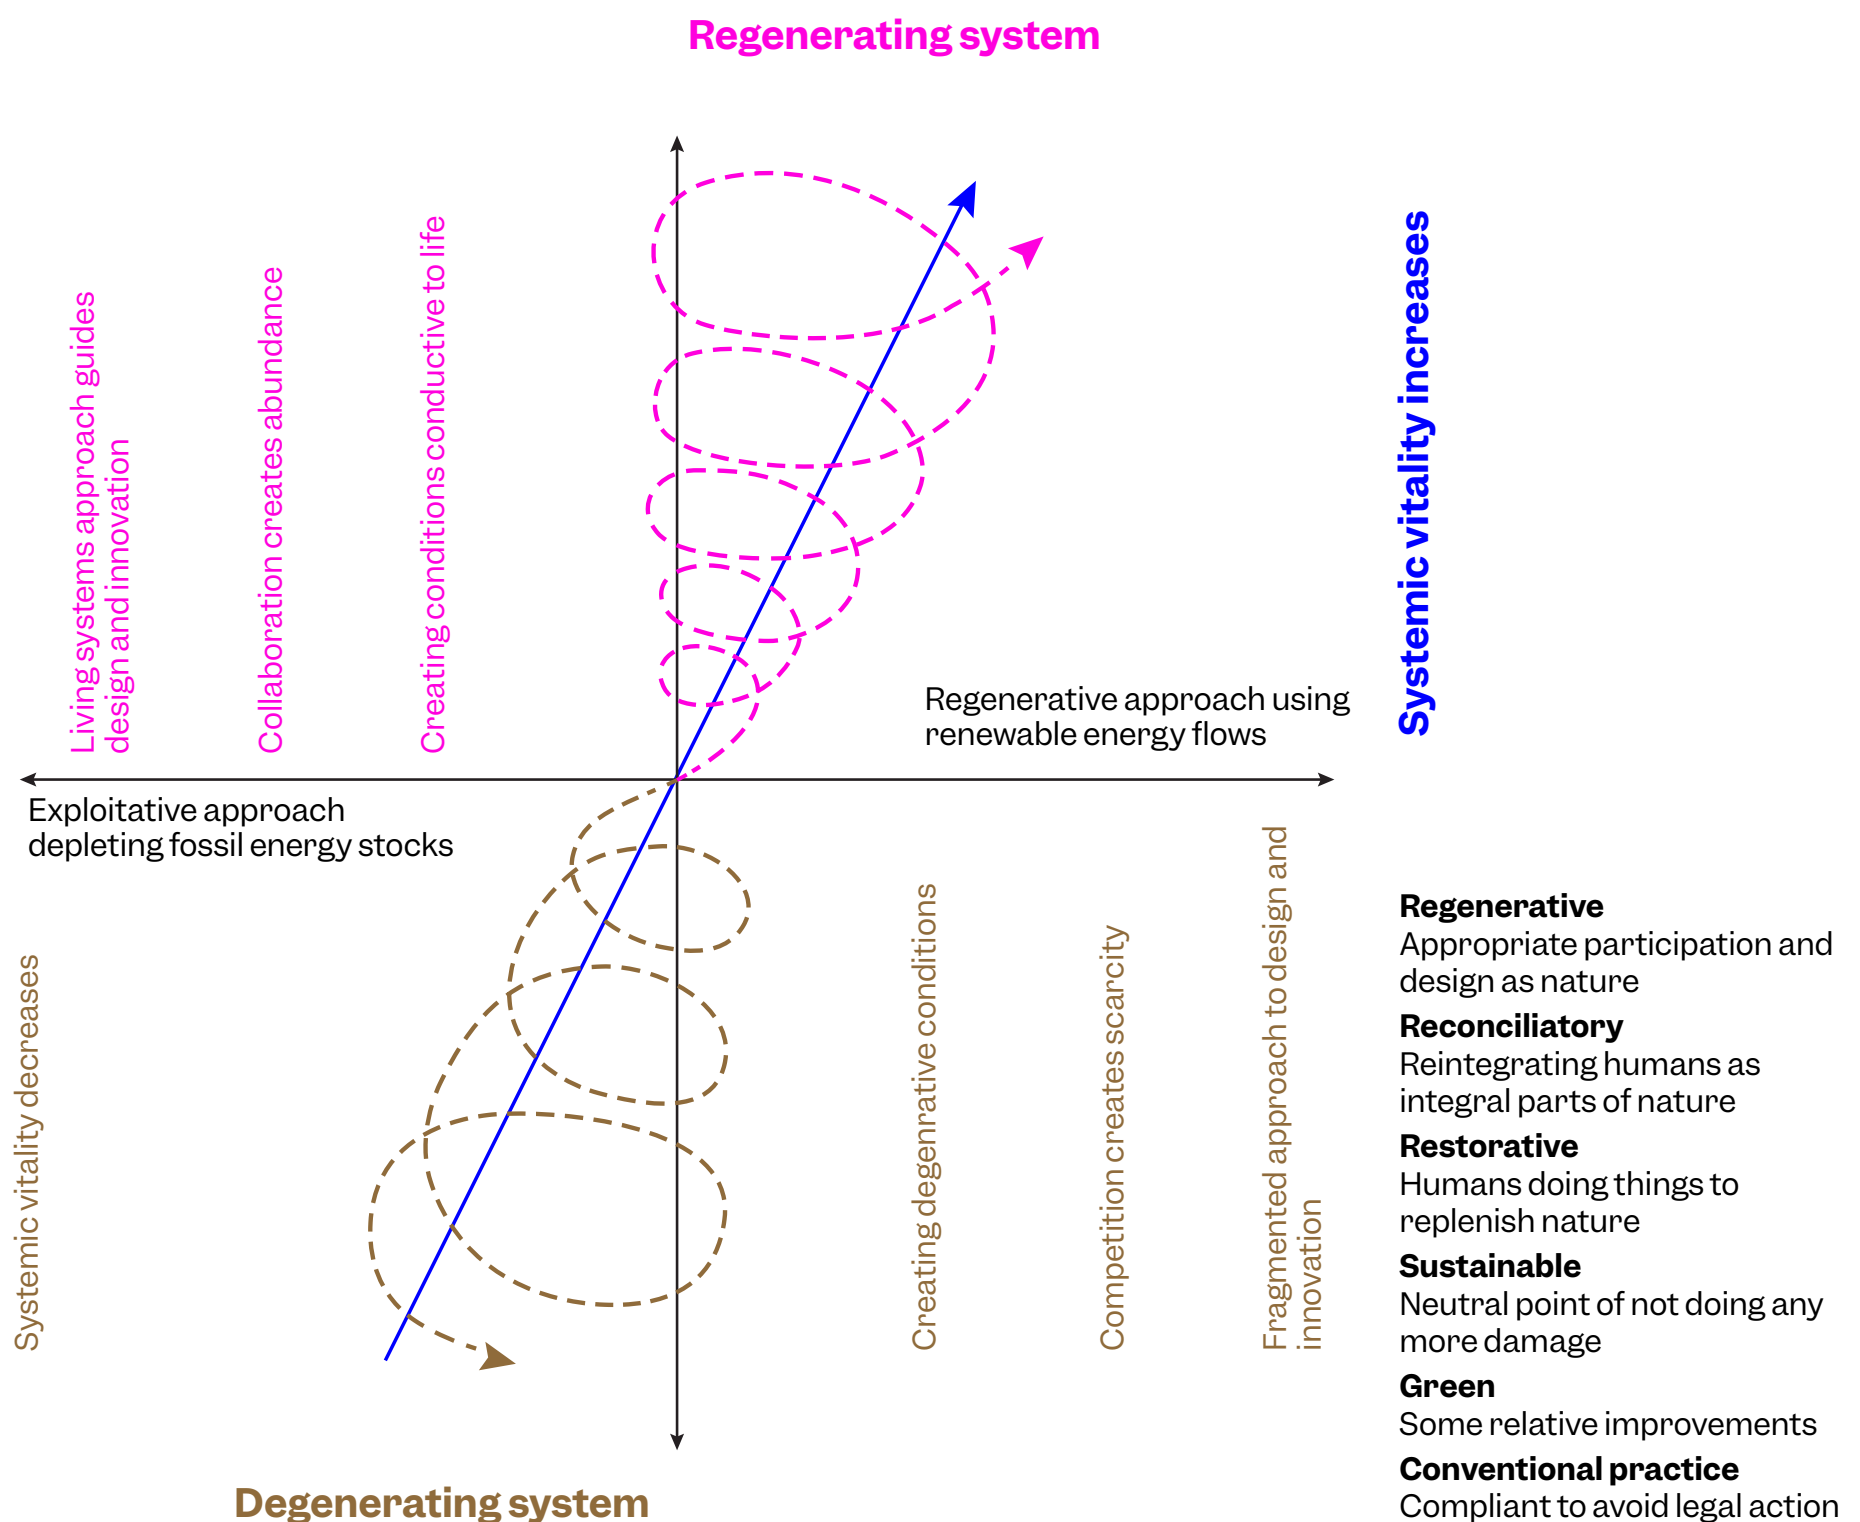 Regenerating system
Living systems approach guides
design and innovation
Collaboration creates abundance
Creating conditions conductive to life
Systemic vitality increases
Regenerative approach using
renewable energy flows
Exploitative approach
depleting fossil energy stocks
Systemic vitality decreases
Creating degenrative conditions
Competition creates scarcity
Fragmented approach to design and
innovation
Regenerative
Appropriate participation and
design as nature
Reconciliatory
Reintegrating humans as
integral parts of nature
Restorative
Humans doing things to
replenish nature
Sustainable
Neutral point of not doing any
more damage
Green
Some relative improvements
Conventional practice
Compliant to avoid legal action
Degenerating system